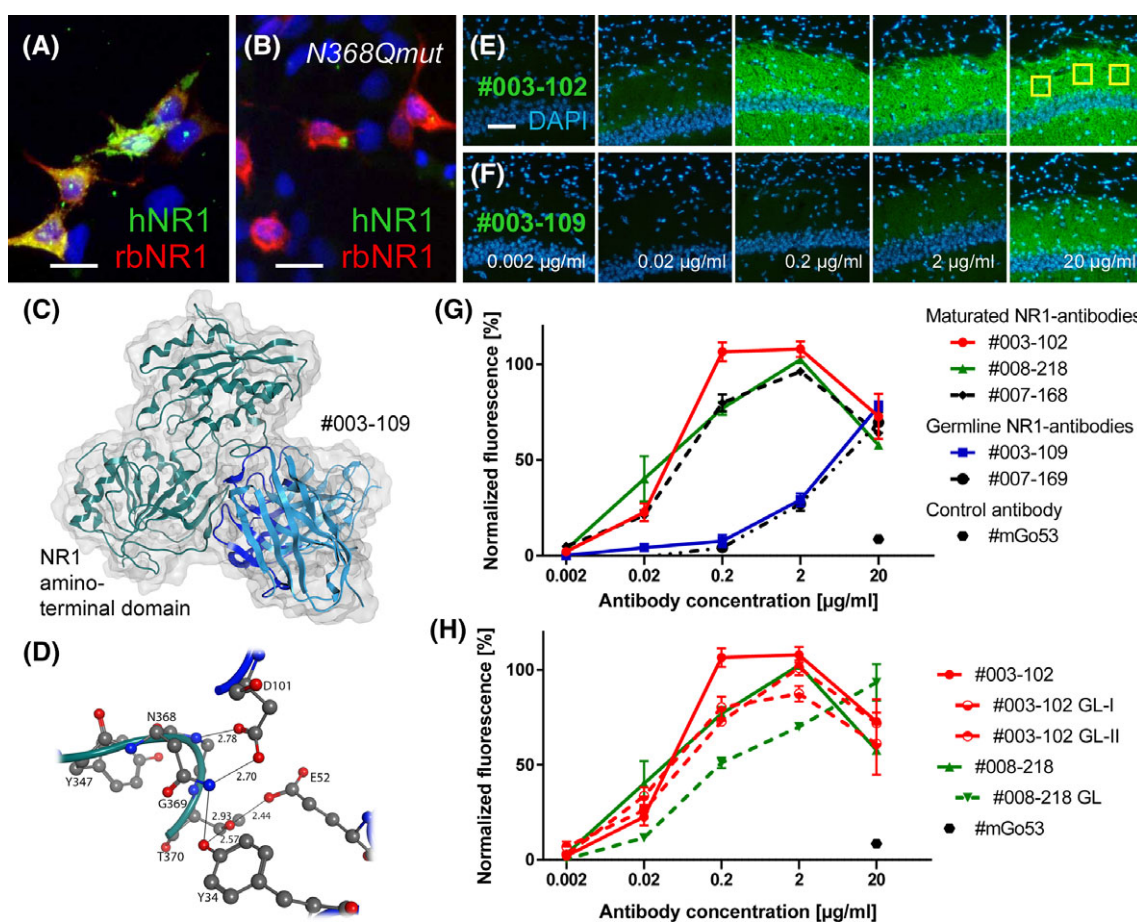 (A)
hNR1
rbNR1
(B)
N368Qmut
hNR1
rbNR1
(E)
#003-102
DAPI
(F)
#003-109
0.002 µg/ml
0.02 µg/ml
0.2 µg/ml
2 µg/ml
20 µg/ml
(C)
#003-109
NR1
amino-
terminal domain
(D)
D101
N368
2.78
2.70
Y347
E52
G369
2.93
2.44
2.57
T370
Y34
(G)
Normalized fluorescence [%]
100
50
0
0.002
0.02
0.2
2
20
Antibody concentration [µg/ml]
Maturated NR1-antibodies
#003-102
#008-218
#007-168
Germline NR1-antibodies
#003-109
#007-169
Control antibody
#mGo53
(H)
Normalized fluorescence [%]
100
50
0
0.002
0.02
0.2
2
20
Antibody concentration [µg/ml]
#003-102
#003-102 GL-I
#003-102 GL-II
#008-218
#008-218 GL
#mGo53